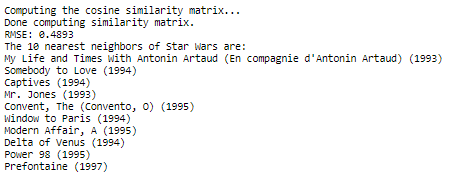 Computing the cosine similarity matrix...
Done computing similarity matrix.
RMSE: 0.4893
The 10 nearest neighbors of Star Wars are:
My Life and Times With Antonin Artaud (En compagnie d'Antonin Artaud) (1993)
Somebody to Love (1994)
Captives (1994)
Mr. Jones (1993)
Convent, The (Convento, O) (1995)
Window to Paris (1994)
Modern Affair, A (1995)
Delta of Venus (1994)
Power 98 (1995)
Prefontaine (1997)